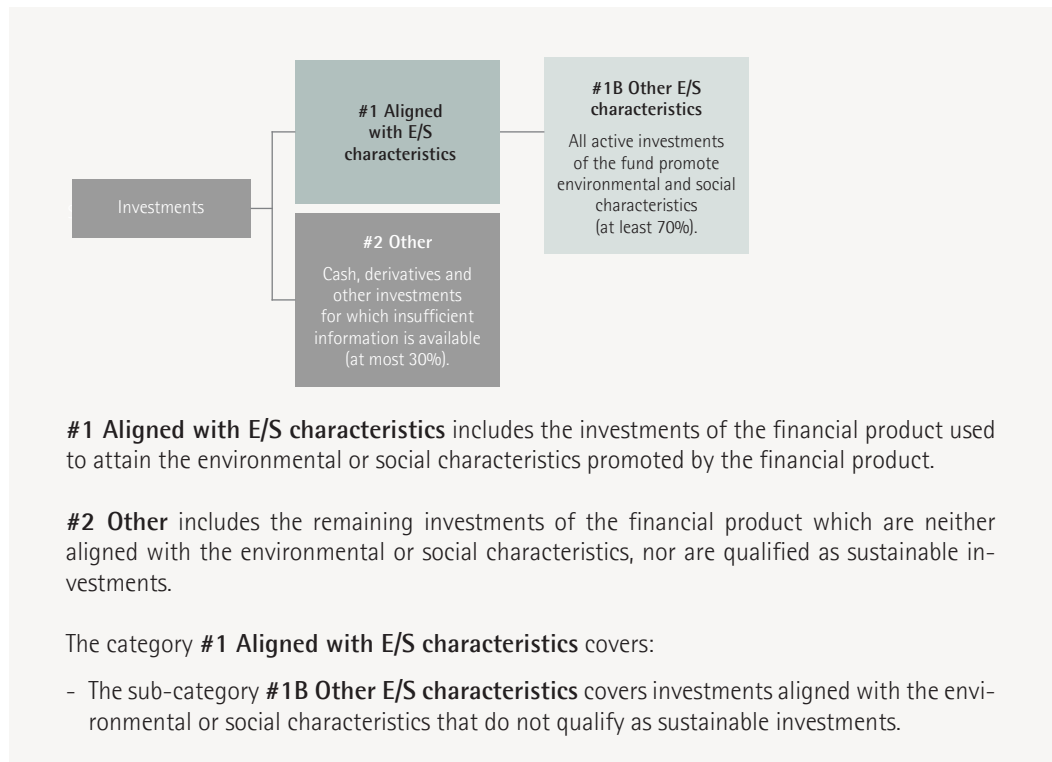 #1 Aligned
with E/S
characteristics
#1B Other E/S
characteristics
All active investments
of the fund promote
environmental and social
characteristics
(at least 70%).
Investments
#2 Other
Cash, derivatives and
other investments
for which insufficient
information is available
(at most 30%).
#1 Aligned with E/S characteristics includes the investments of the financial product used
to attain the environmental or social characteristics promoted by the financial product.
#2 Other includes the remaining investments of the financial product which are neither
aligned with the environmental or social characteristics, nor are qualified as sustainable in-
vestments.
The category #1 Aligned with E/S characteristics covers:
- The sub-category #1B Other E/S characteristics covers investments aligned with the envi-
ronmental or social characteristics that do not qualify as sustainable investments.